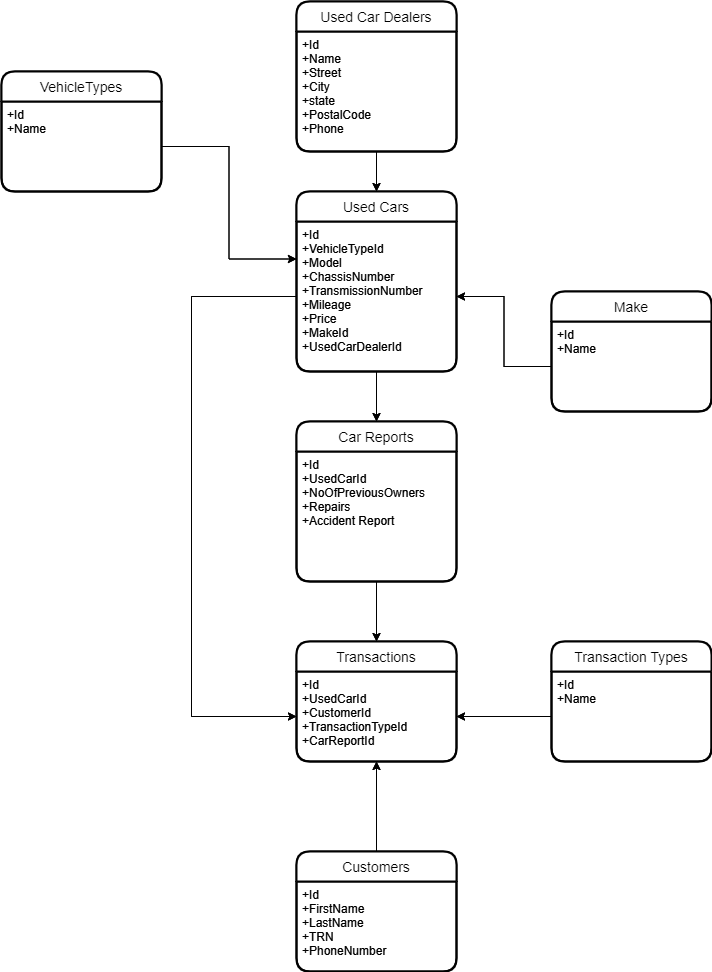 Used Car Dealers
+Id
+Name
+Street
+City
+state
+PostalCode
+Phone
VehicleTypes
+Id
+Name
Used Cars
+Id
+VehicleTypeId
+Model
+ChassisNumber
+TransmissionNumber
+Mileage
+Price
+MakeId
+UsedCarDealerId
Make
+Id
+Name
Car Reports
+Id
+UsedCarId
+NoOfPreviousOwners
+Repairs
+Accident Report
Transactions
+Id
+UsedCarId
+CustomerId
+TransactionTypeId
+CarReportId
Transaction Types
+Id
+Name
Customers
+Id
+FirstName
+LastName
+TRN
+PhoneNumber